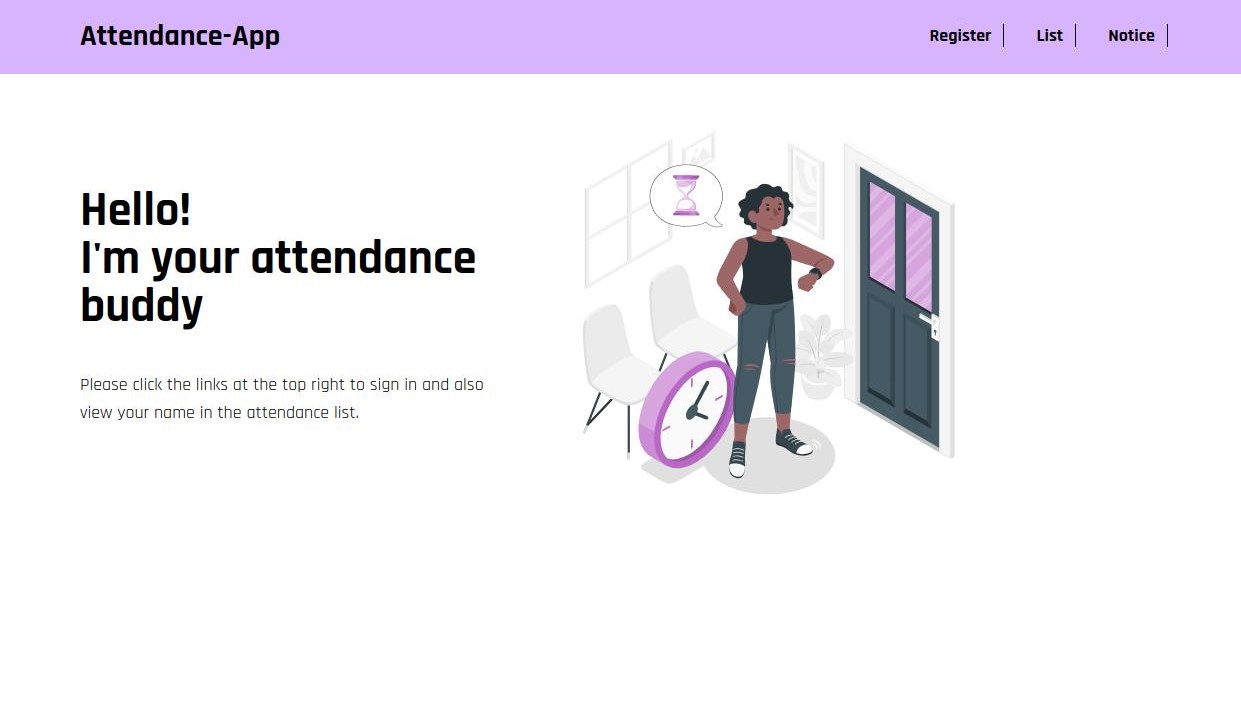 Attendance-App
Register
List
Notice
Hello!
I'm your attendance
buddy
Please click the links at the top right to sign in and also
view your name in the attendance list.